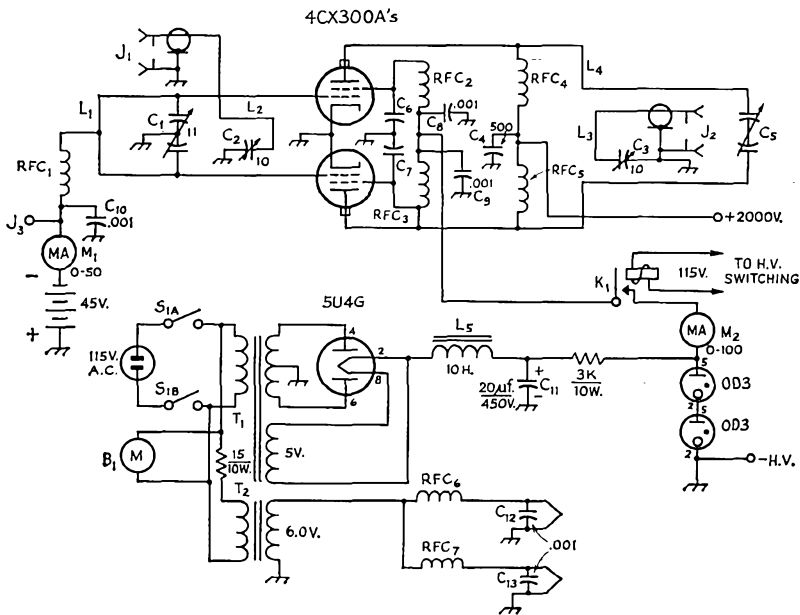 4CX300A's
J1
L1
C1
11
L2
C2
10
RFC1
C10
.001
J3
MA
M1
0-50
-
45V.
+
C6
C7
RFC2
C8
.001
RFC3
.001
C9
C4
500
RFC4
RFC5
L4
L3
C3
10
J2
C5
+2000V.
K1
115V.
TO H.V.
SWITCHING
MA
M2
0-100
5
OD3
2
5
OD3
2
-H.V.
S1A
115V.
A.C.
S1B
B1
M
T1
15
10W.
T2
5U4G
4
2
8
6
5V.
6.0V.
L5
10H.
20μf.
450V.
+
-
C11
3K
10W.
RFC6
C12
RFC7
.001
C13